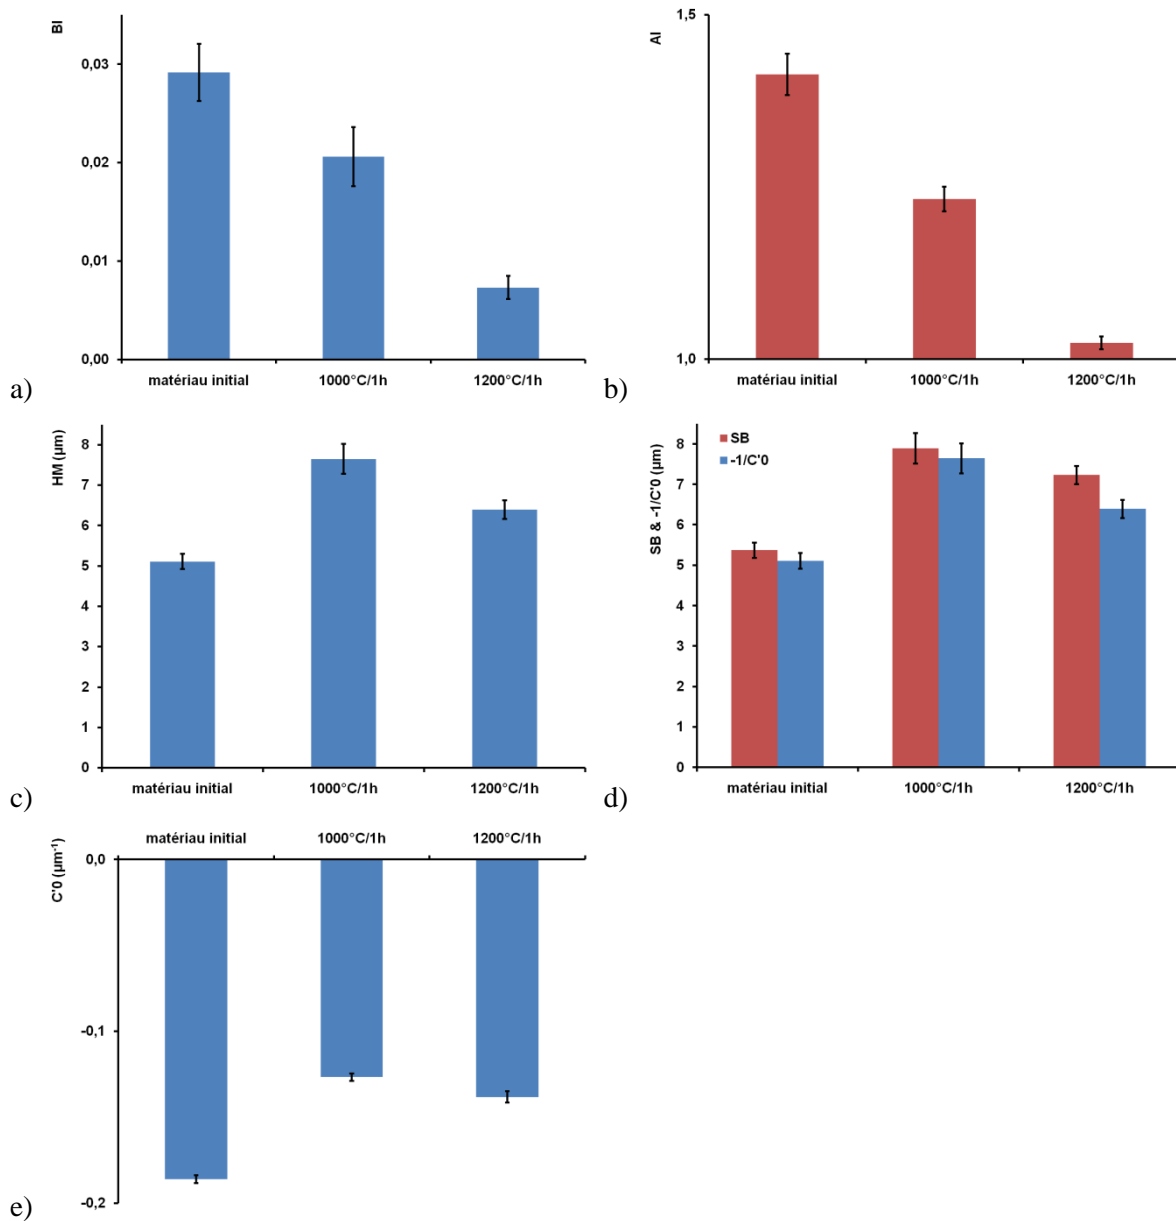 BI
0,03
0,02
0,01
0,00
matériau initial 1000°C/1h 1200°C/1h
a)
AI
1,5
1,0
matériau initial 1000°C/1h 1200°C/1h
b)
HM (µm)
8
7
6
5
4
3
2
1
0
matériau initial 1000°C/1h 1200°C/1h
c)
SB & -1/C'0 (µm)
SB
-1/C'0
8
7
6
5
4
3
2
1
0
matériau initial 1000°C/1h 1200°C/1h
d)
matériau initial 1000°C/1h 1200°C/1h
C'0 (µm-¹)
0,0
-0,1
-0,2
e)